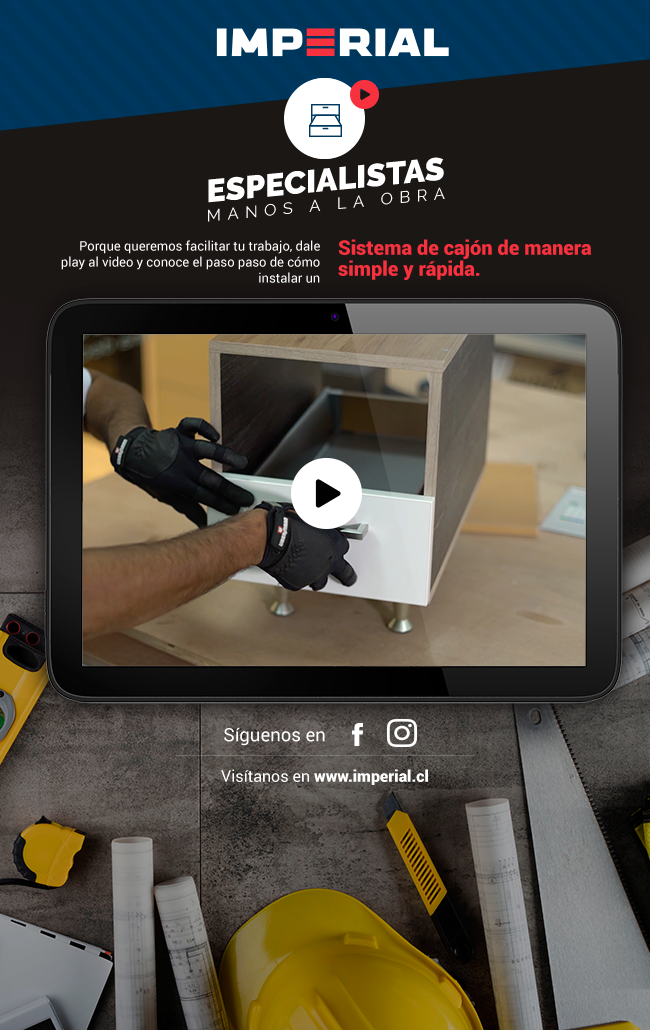 IMPERIAL
ESPECIALISTAS
MANOS A LA OBRA
Porque queremos facilitar tu trabajo, dale
play al video y conoce el paso paso de cómo
instalar un
Sistema de cajón de manera
simple y rápida.
Síguenos en
Visítanos en www.imperial.cl